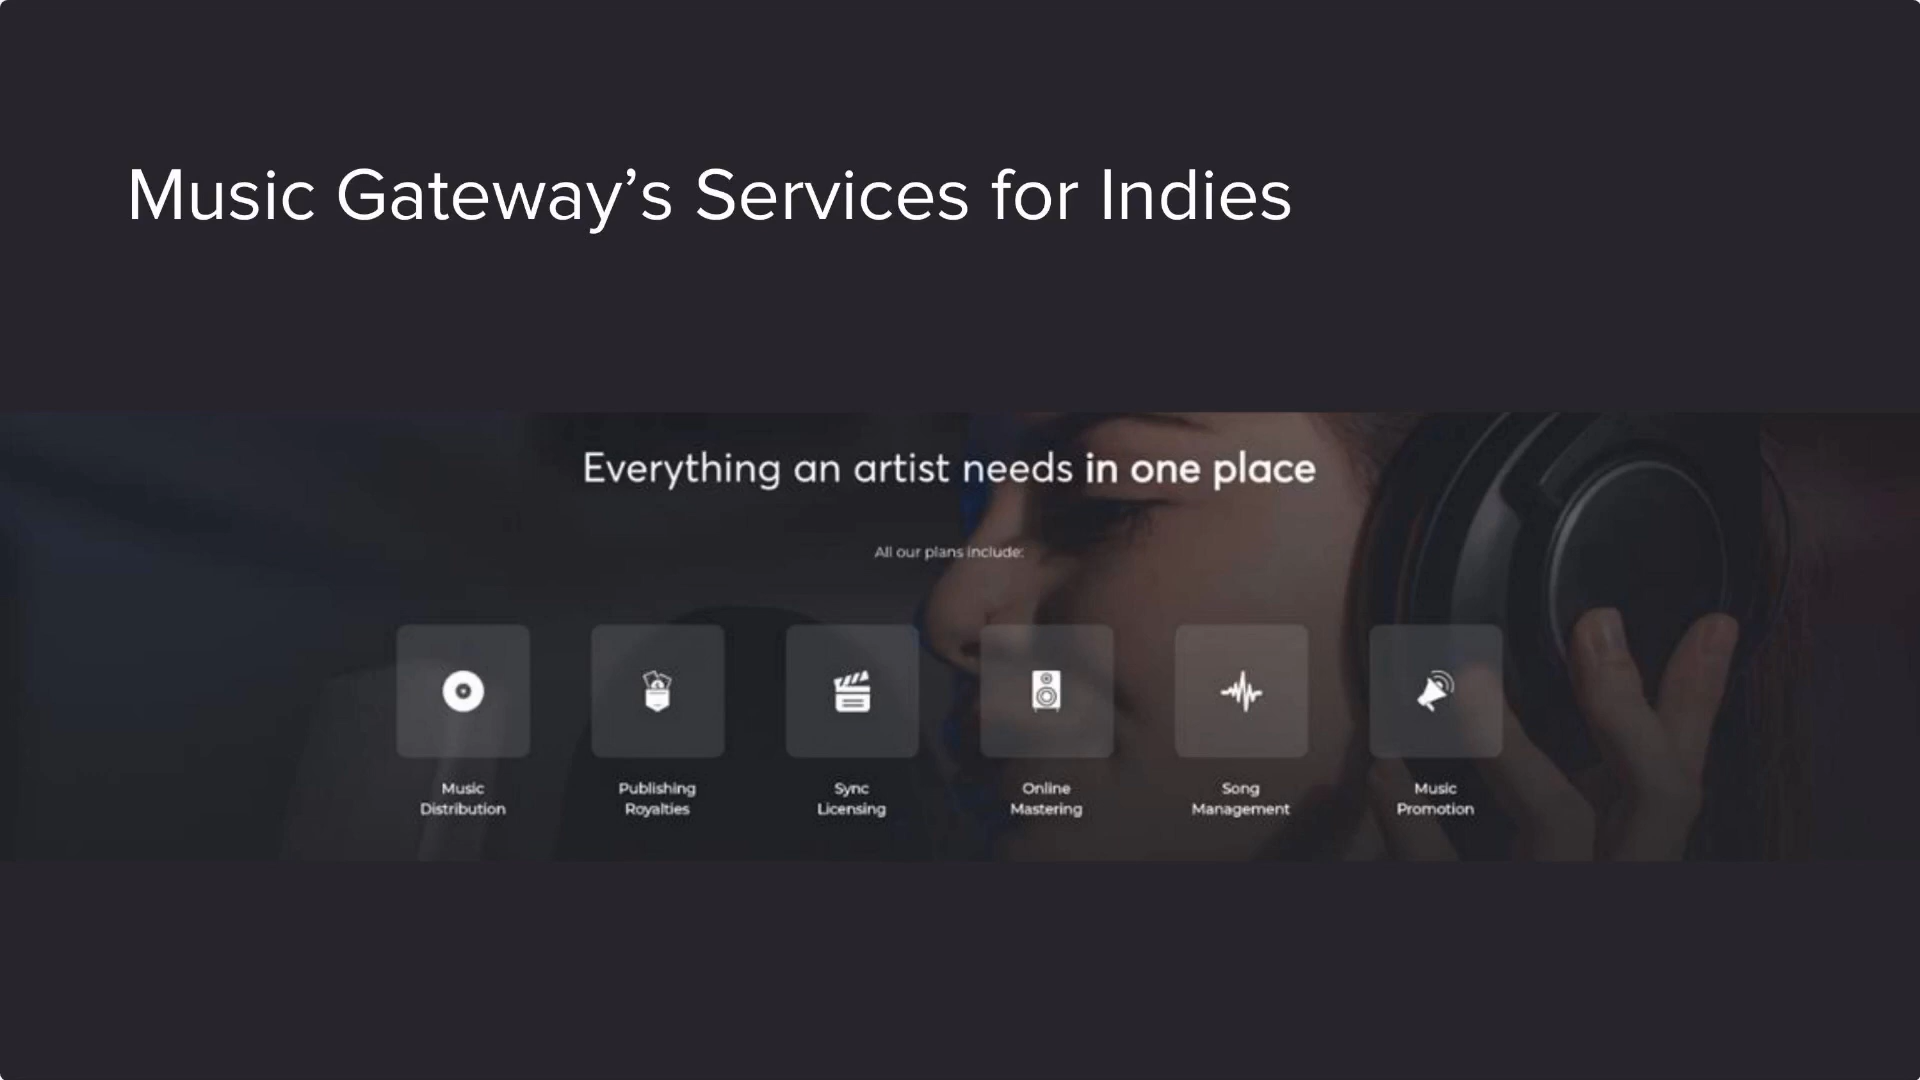 Music Gateway’s Services for Indies
Everything an artist needs in one place
All our plans include:
Music
Distribution
Publishing
Royalties
Sync
Licensing
Online
Mastering
Song
Management
Music
Promotion